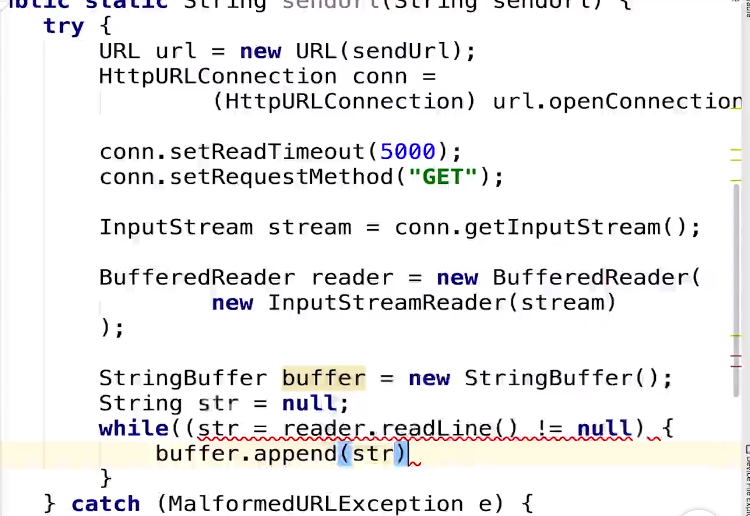 public static String sendUrl(String sendUrl) {
try {
URL url = new URL(sendUrl);
HttpURLConnection conn =
(HttpURLConnection) url.openConnection
conn.setReadTimeout(5000);
conn.setRequestMethod("GET");
InputStream stream = conn.getInputStream();
BufferedReader reader = new BufferedReader(
new InputStreamReader(stream)
);
StringBuffer buffer = new StringBuffer();
String str = null;
while((str = reader.readLine() != null) {
buffer.append(str)
}
} catch (MalformedURLException e) {